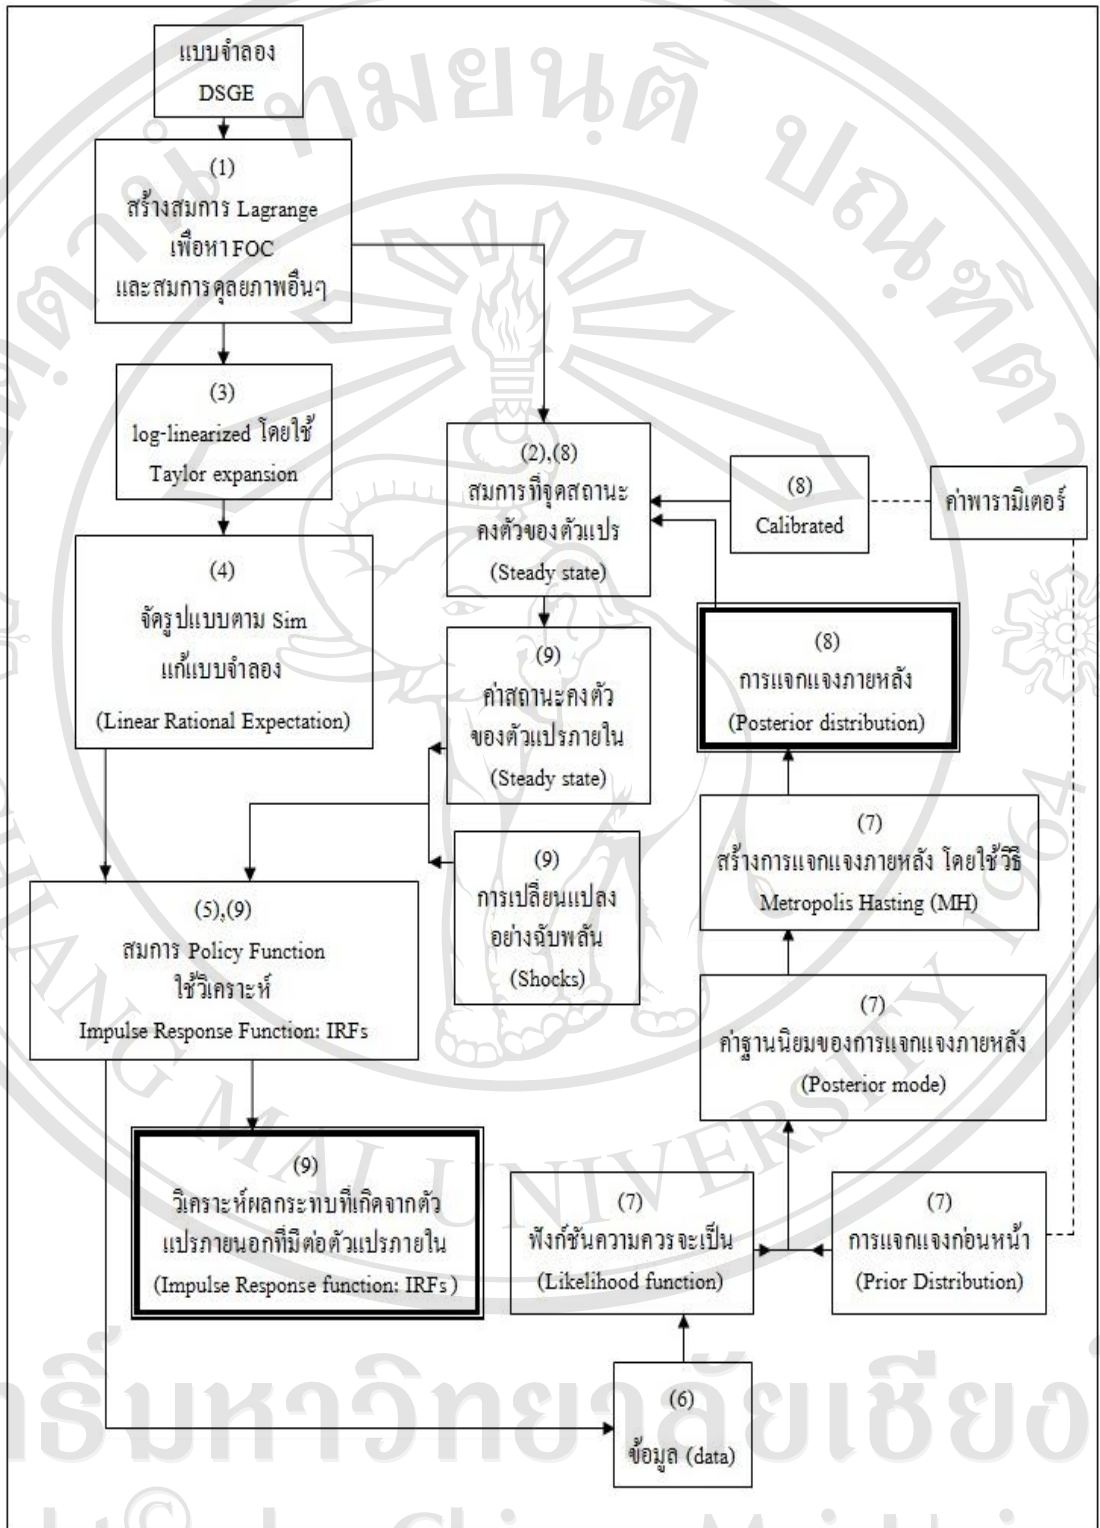 แบบจำลอง
DSGE
(1)
สร้างสมการ Lagrange
เพื่อหา FOC
และสมการดุลยภาพอื่นๆ
(3)
log-linearized โดยใช้
Taylor expansion
(2),(8)
สมการที่จุดสถานะ
คงตัวของตัวแปร
(Steady state)
(8)
Calibrated
ค่าพารามิเตอร์
(4)
จัดรูปแบบตาม Sim
แก้แบบจำลอง
(Linear Rational Expectation)
(9)
ค่าสถานะคงตัว
ของตัวแปรภายใน
(Steady state)
(8)
การแจกแจงภายหลัง
(Posterior distribution)
(7)
สร้างการแจกแจงภายหลัง โดยใช้วิธี
Metropolis Hasting (MH)
(9)
การเปลี่ยนแปลง
อย่างฉับพลัน
(Shocks)
(5),(9)
สมการ Policy Function
ใช้วิเคราะห์
Impulse Response Function: IRFs
(7)
ค่าฐานนิยมของการแจกแจงภายหลัง
(Posterior mode)
(9)
วิเคราะห์ผลกระทบที่เกิดจากตัว
แปรภายนอกที่มีต่อตัวแปรภายใน
(Impulse Response function: IRFs )
(7)
ฟังก์ชันความควรจะเป็น
(Likelihood function)
(7)
การแจกแจงก่อนหน้า
(Prior Distribution)
(6)
ข้อมูล (data)